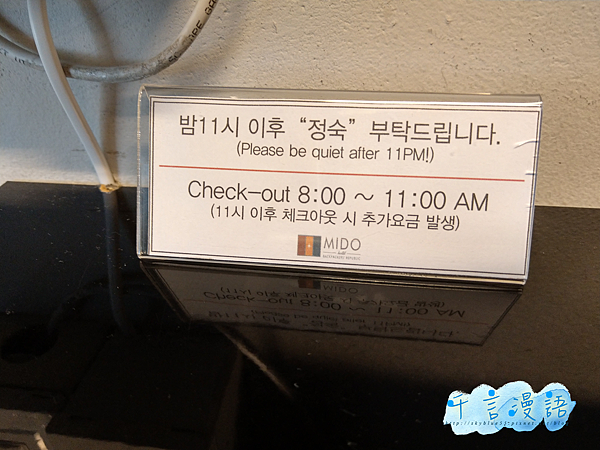 밤11시 이후 “정숙” 부탁드립니다.
(Please be quiet after 11PM!)
Check-out 8:00 ~ 11:00 AM
(11시 이후 체크아웃 시 추가요금 발생)
MIDO
千言漫語